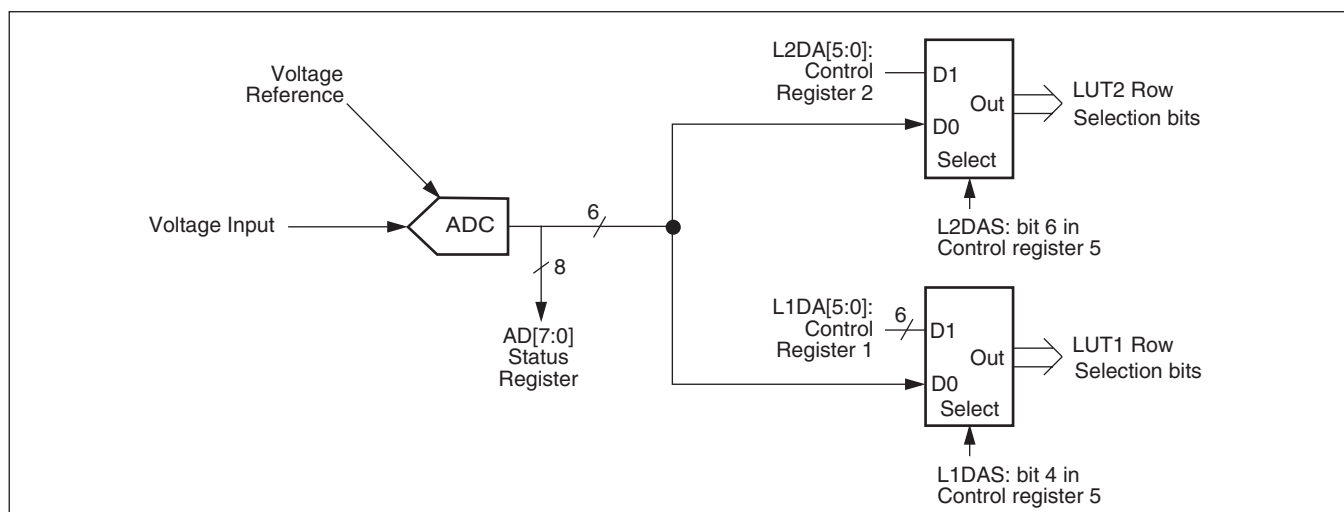 Voltage
Reference
Voltage Input
ADC
6
8
AD[7:0]
Status
Register
L2DA[5:0]:
Control
Register 2
D1
Out
D0
Select
LUT2 Row
Selection bits
L2DAS: bit 6 in
Control register 5
L1DA[5:0]:
Control
Register 1
6
D1
Out
D0
Select
LUT1 Row
Selection bits
L1DAS: bit 4 in
Control register 5